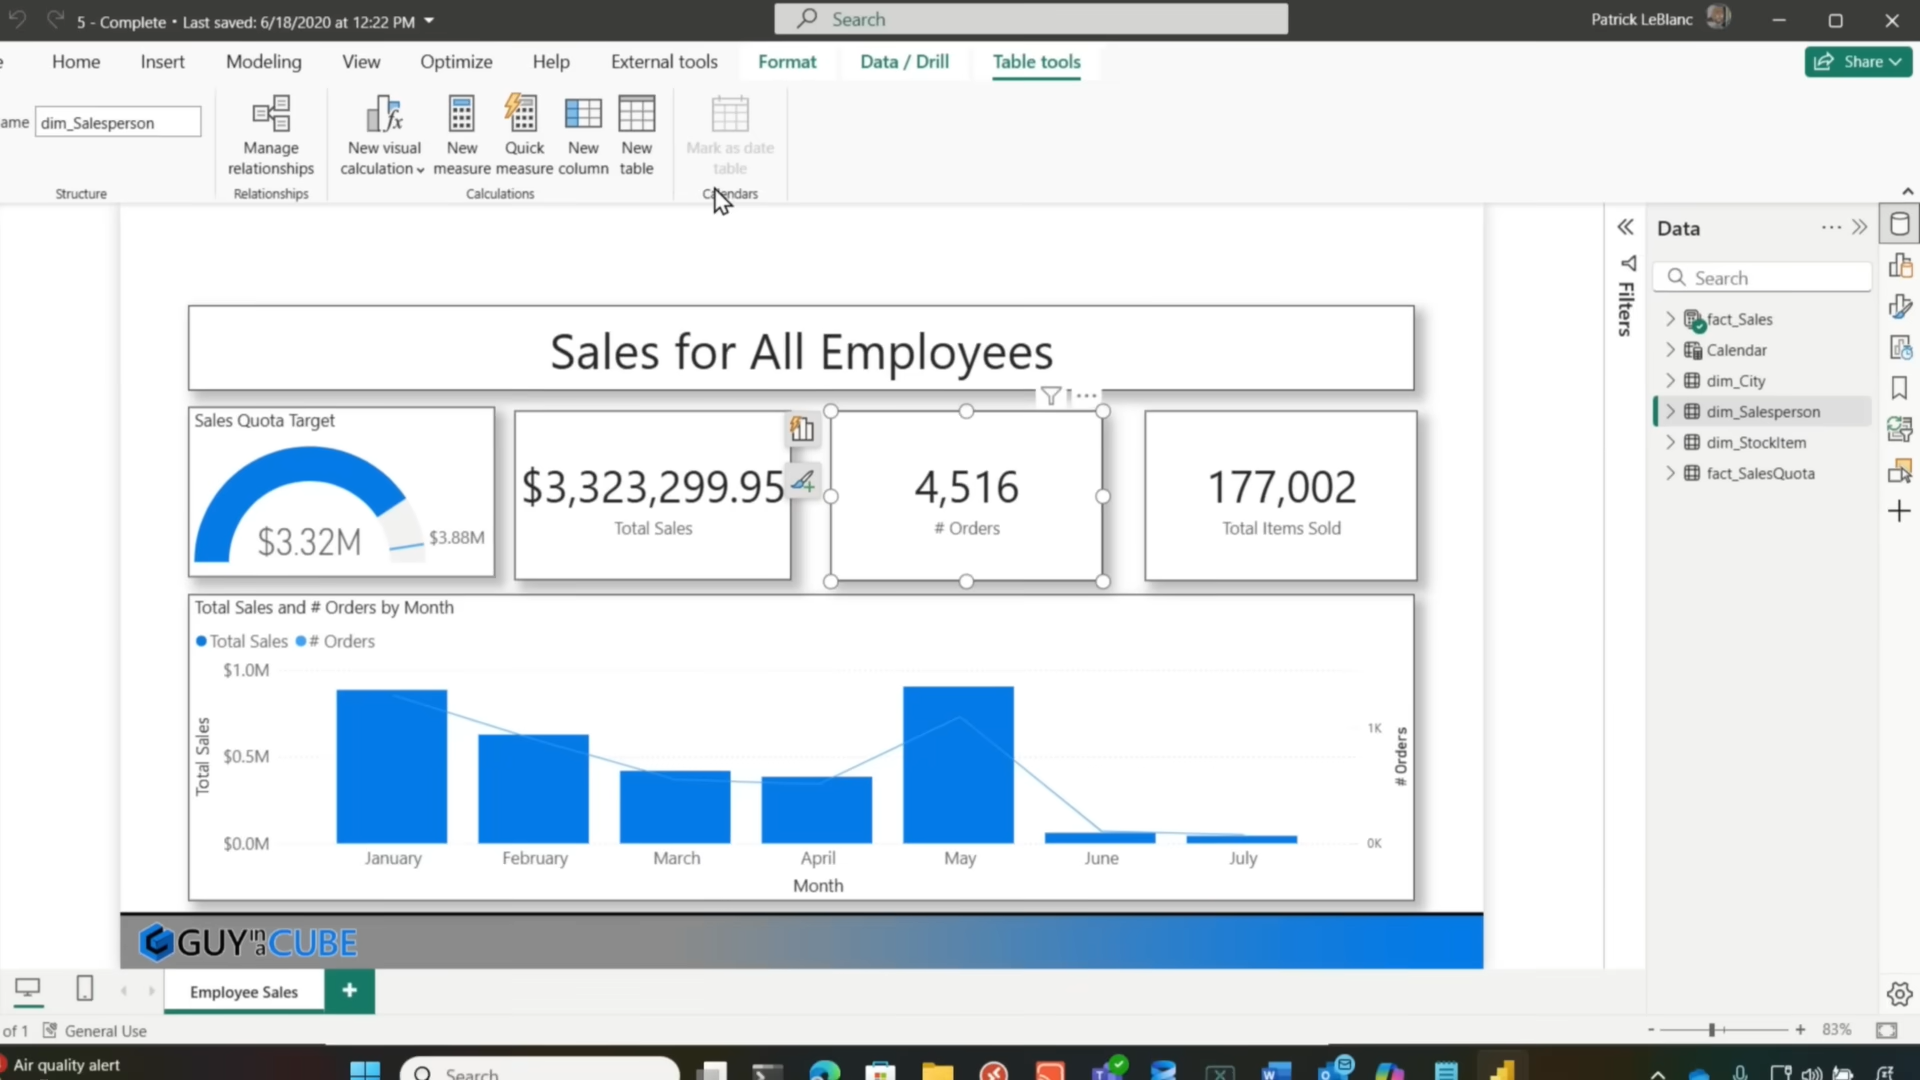 5 - Complete • Last saved: 6/18/2020 at 12:22 PM
Search
Patrick LeBlanc
Home
Insert
Modeling
View
Optimize
Help
External tools
Format
Data / Drill
Table tools
Share
ame
dim_Salesperson
Manage
relationships
New visual
calculation
New
measure
Quick
measure
New
column
New
table
Mark as date
table
Structure
Relationships
Calculations
Calendars
Sales for All Employees
Sales Quota Target
$3.32M
$3.88M
$3,323,299.95
Total Sales
4,516
# Orders
177,002
Total Items Sold
Total Sales and # Orders by Month
Total Sales
# Orders
$1.0M
$0.5M
$0.0M
Total Sales
1K
0K
# Orders
January
February
March
April
May
June
July
Month
GUY in a CUBE
Filters
Data
Search
fact_Sales
Calendar
dim_City
dim_Salesperson
dim_StockItem
fact_SalesQuota
Employee Sales
of 1
General Use
83%
Air quality alert
Search